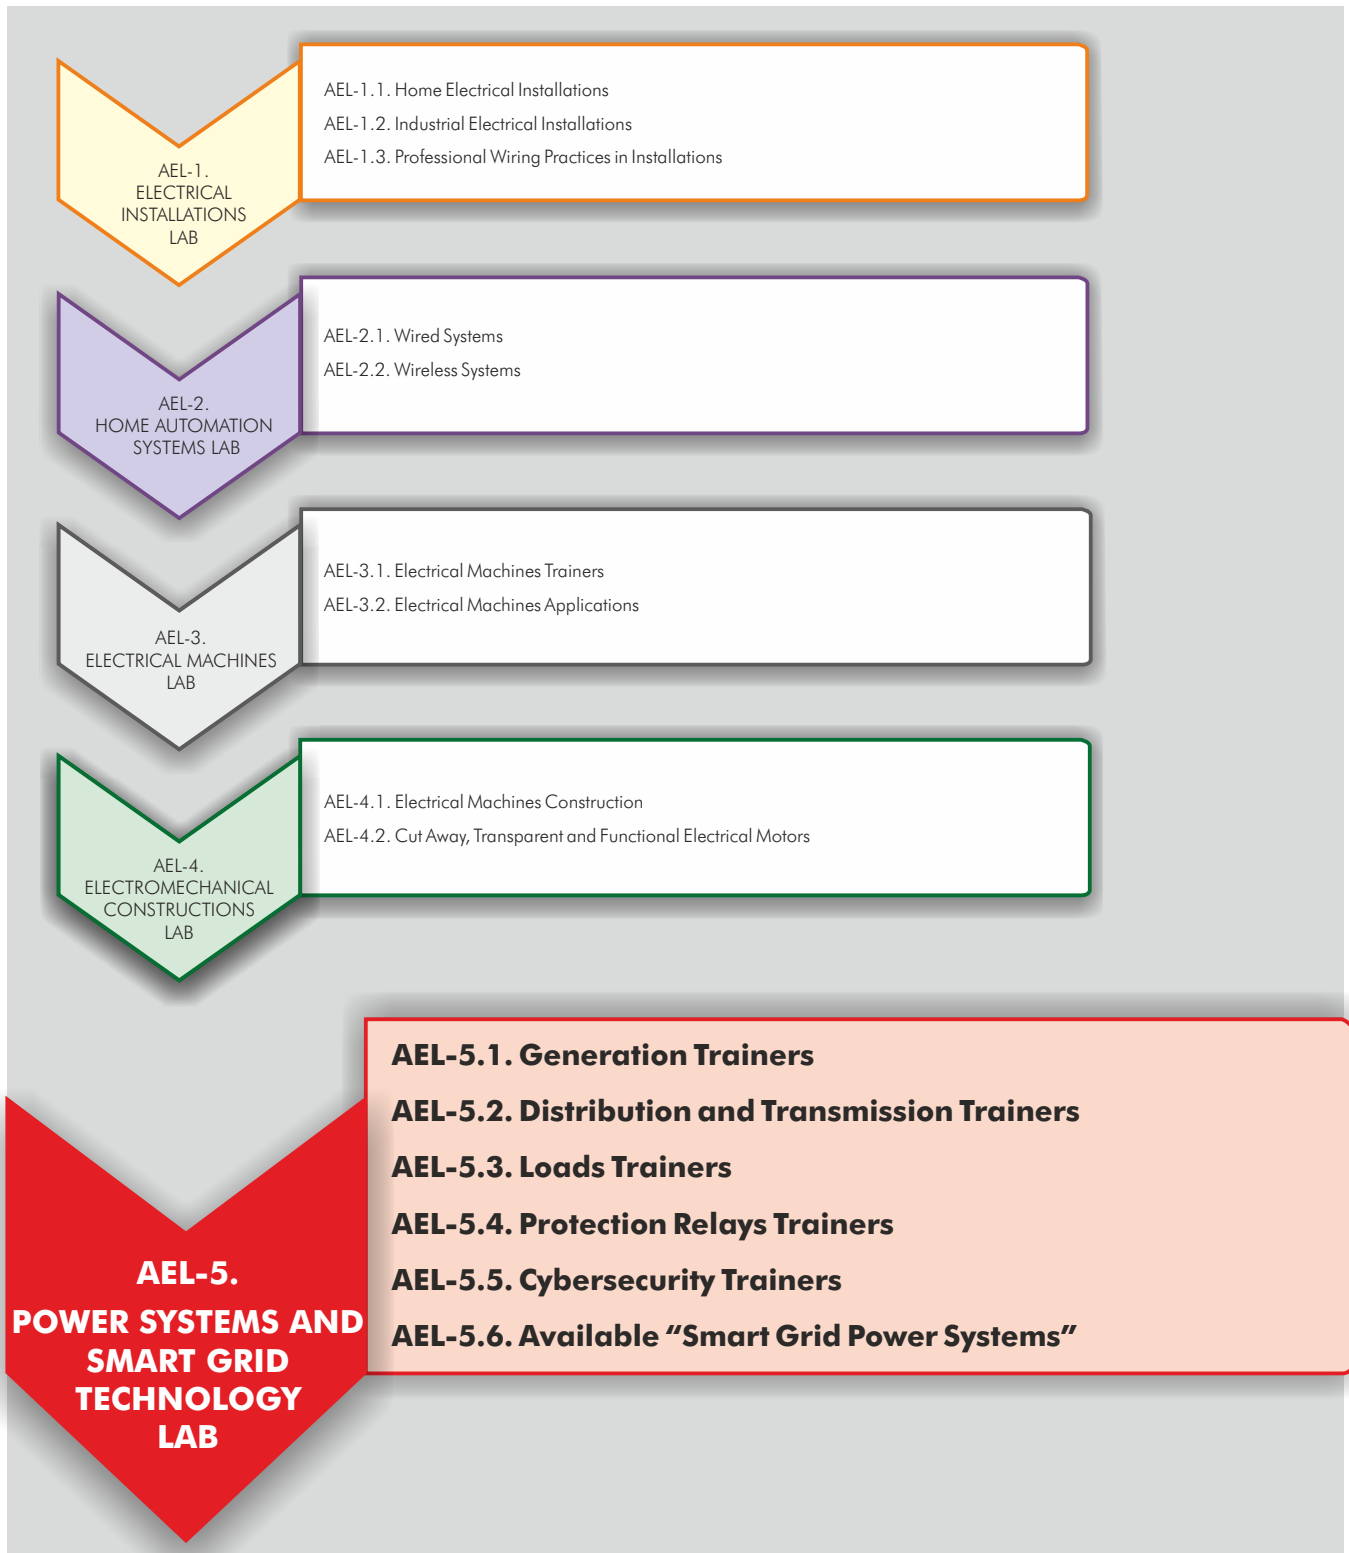 AEL-1.
ELECTRICAL
INSTALLATIONS
LAB
AEL-1.1. Home Electrical Installations
AEL-1.2. Industrial Electrical Installations
AEL-1.3. Professional Wiring Practices in Installations
AEL-2.
HOME AUTOMATION
SYSTEMS LAB
AEL-2.1. Wired Systems
AEL-2.2. Wireless Systems
AEL-3.
ELECTRICAL MACHINES
LAB
AEL-3.1. Electrical Machines Trainers
AEL-3.2. Electrical Machines Applications
AEL-4.
ELECTROMECHANICAL
CONSTRUCTIONS
LAB
AEL-4.1. Electrical Machines Construction
AEL-4.2. Cut Away, Transparent and Functional Electrical Motors
AEL-5.
POWER SYSTEMS AND
SMART GRID
TECHNOLOGY
LAB
AEL-5.1. Generation Trainers
AEL-5.2. Distribution and Transmission Trainers
AEL-5.3. Loads Trainers
AEL-5.4. Protection Relays Trainers
AEL-5.5. Cybersecurity Trainers
AEL-5.6. Available “Smart Grid Power Systems”